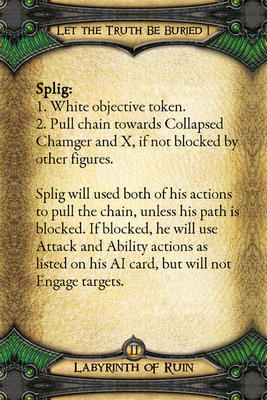 Let the Truth Be Buried I
Splig:
1. White objective token.
2. Pull chain towards Collapsed
Chamger and X, if not blocked by
other figures.
Splig will used both of his actions
to pull the chain, unless his path is
blocked. If blocked, he will use
Attack and Ability actions as
listed on his AI card, but will not
Engage targets.
II
Labyrinth of Ruin